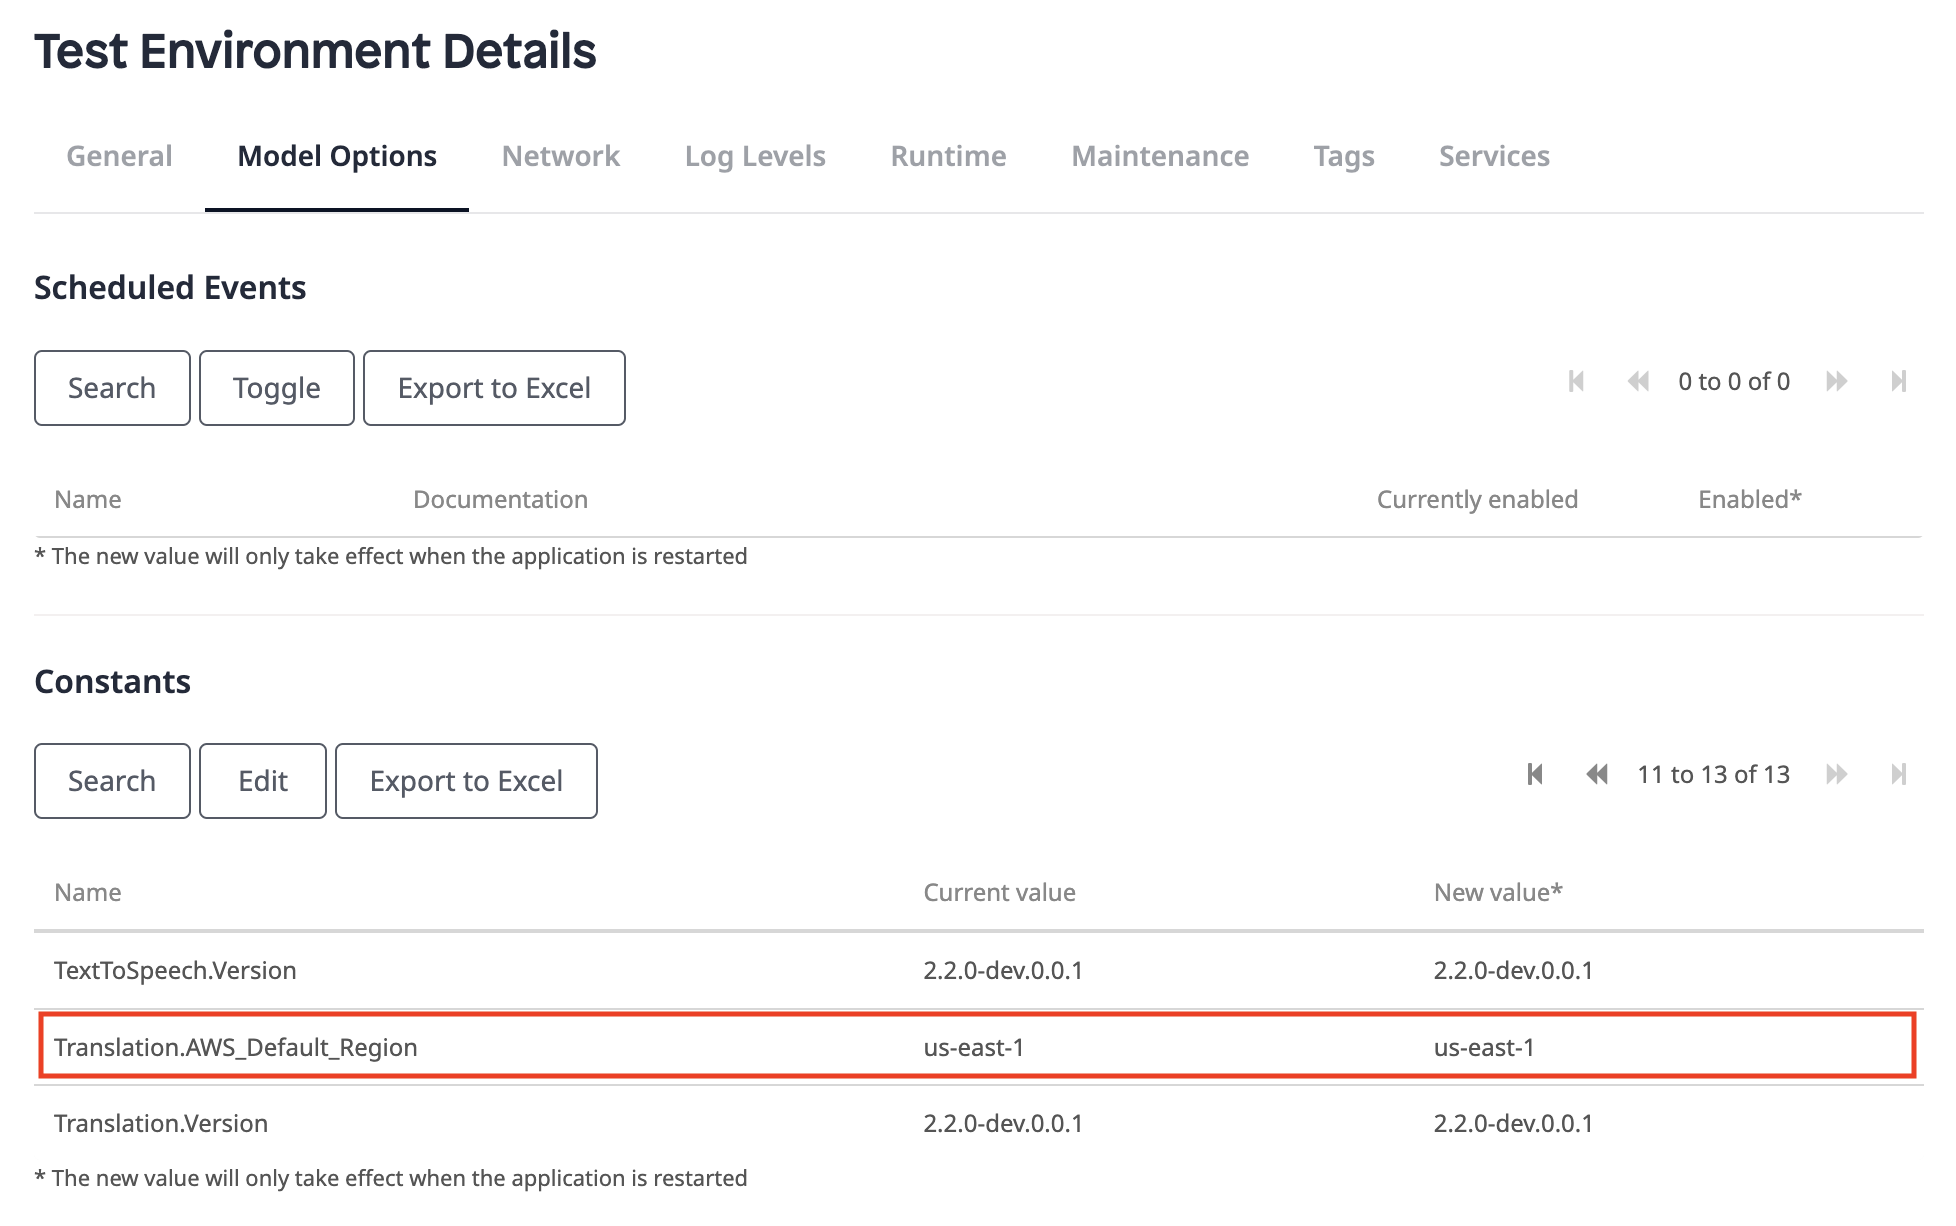 Test Environment Details
General Model Options Network Log Levels Runtime Maintenance Tags Services
Scheduled Events
Search Toggle Export to Excel 0 to 0 of 0
Name Documentation Currently enabled Enabled*
* The new value will only take effect when the application is restarted
Constants
Search Edit Export to Excel 11 to 13 of 13
Name Current value New value*
TextToSpeech.Version 2.2.0-dev.0.0.1 2.2.0-dev.0.0.1
Translation.AWS_Default_Region us-east-1 us-east-1
Translation.Version 2.2.0-dev.0.0.1 2.2.0-dev.0.0.1
* The new value will only take effect when the application is restarted